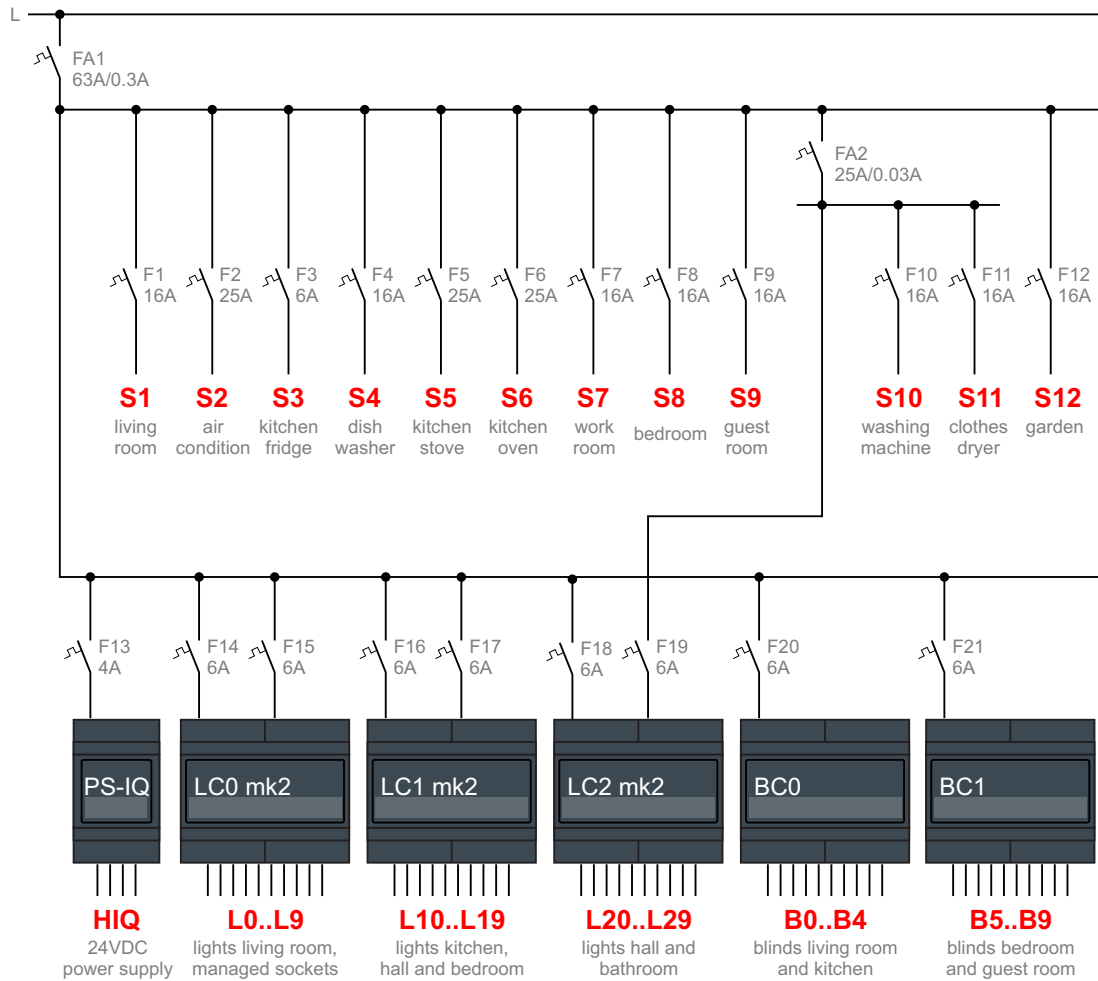 L
FA1
63A/0.3A
FA2
25A/0.03A
F1
16A
F2
25A
F3
6A
F4
16A
F5
25A
F6
25A
F7
16A
F8
16A
F9
16A
F10
16A
F11
16A
F12
16A
S1
living
room
S2
air
condition
S3
kitchen
fridge
S4
dish
washer
S5
kitchen
stove
S6
kitchen
oven
S7
work
room
S8
bedroom
S9
guest
room
S10
washing
machine
S11
clothes
dryer
S12
garden
F13
4A
F14
6A
F15
6A
F16
6A
F17
6A
F18
6A
F19
6A
F20
6A
F21
6A
PS-IQ
LC0 mk2
LC1 mk2
LC2 mk2
BC0
BC1
HIQ
24VDC
power supply
L0..L9
lights living room,
managed sockets
L10..L19
lights kitchen,
hall and bedroom
L20..L29
lights hall and
bathroom
B0..B4
blinds living room
and kitchen
B5..B9
blinds bedroom
and guest room